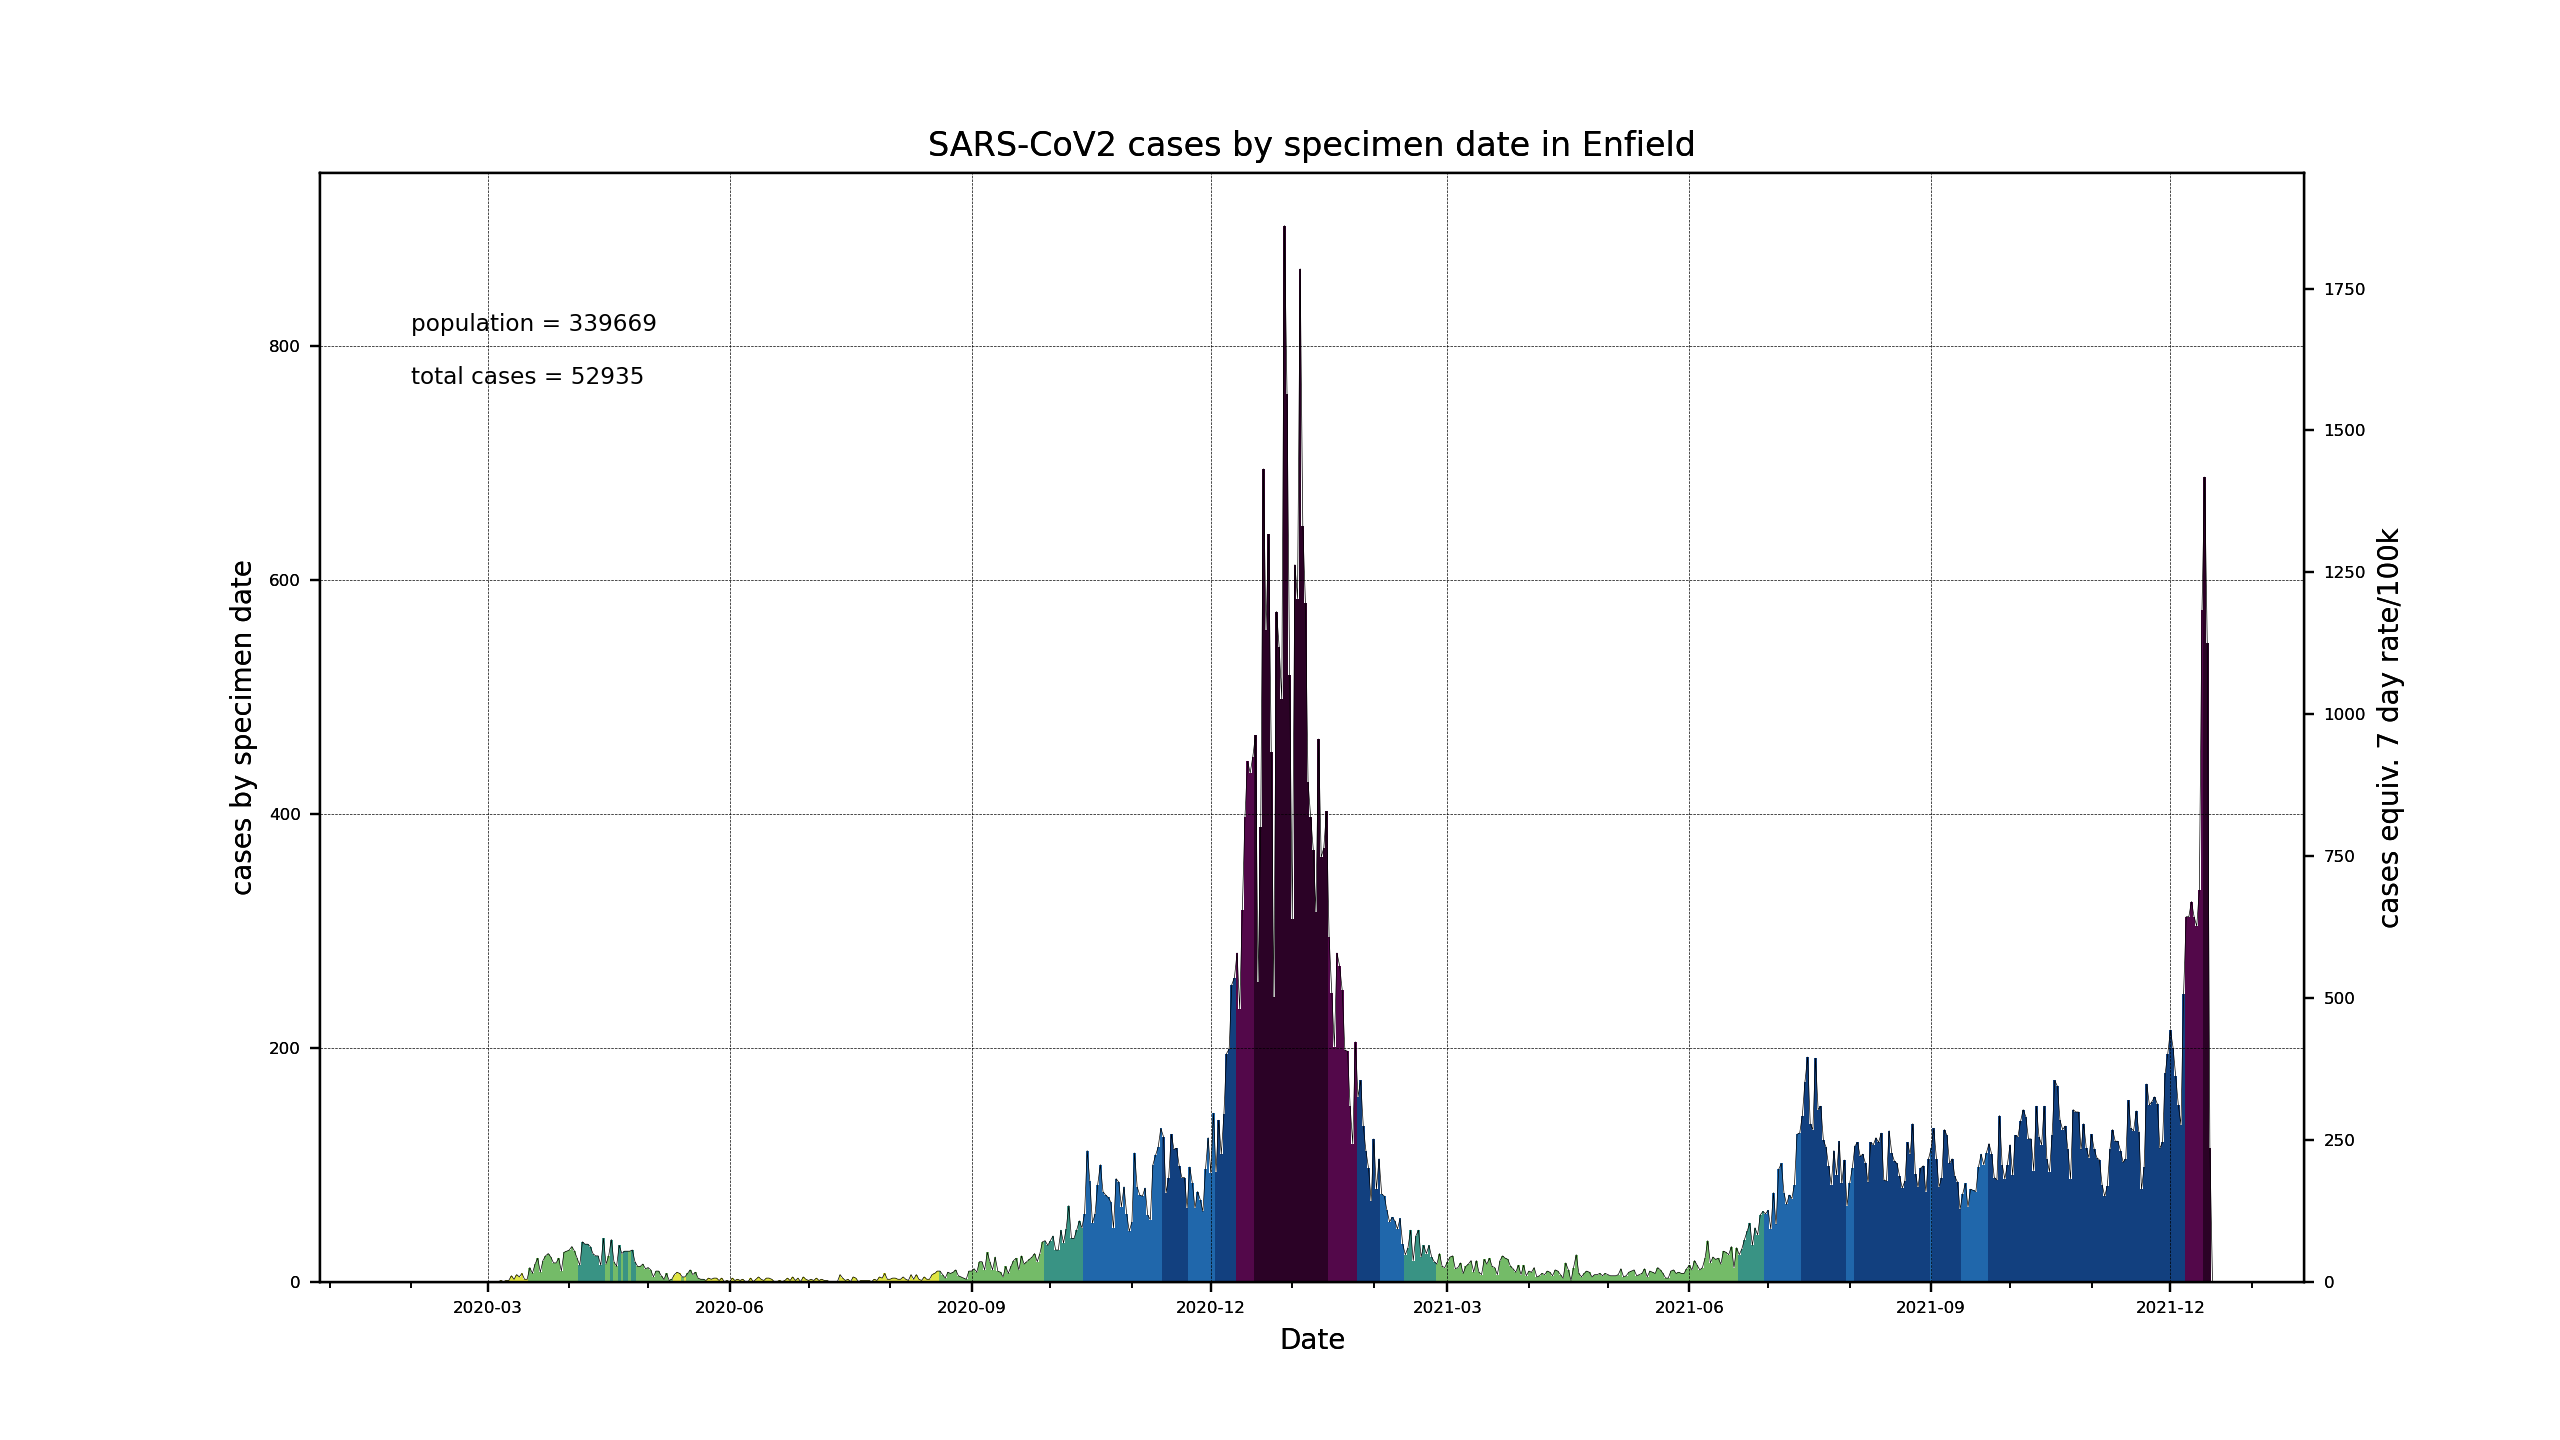 SARS-CoV2 cases by specimen date in Enfield
population = 339669
total cases = 52935
cases by specimen date
800
600
400
200
0
1750
1500
1250
1000
750
500
250
0
cases equiv. 7 day rate/100k
2020-03 2020-06 2020-09 2020-12 2021-03 2021-06 2021-09 2021-12
Date